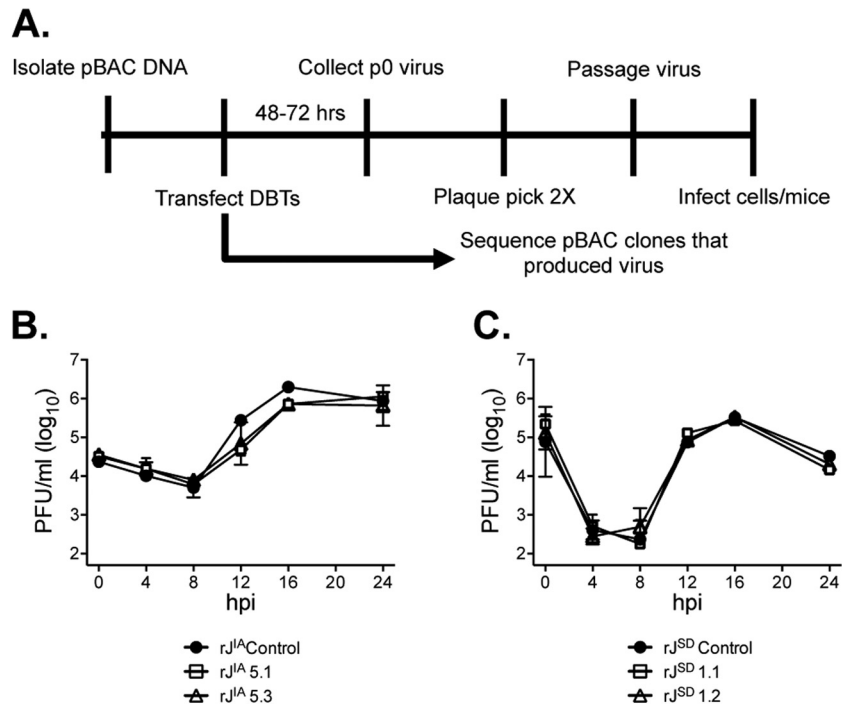 A.
Isolate pBAC DNA
Collect p0 virus
Passage virus
48-72 hrs
Transfect DBTs
Plaque pick 2X
Infect cells/mice
Sequence pBAC clones that
produced virus
B.
PFU/ml (log10)
7
6
5
4
3
2
0 4 8 12 16 20 24
hpi
rJIA Control
rJIA 5.1
rJIA 5.3
C.
PFU/ml (log10)
7
6
5
4
3
2
0 4 8 12 16 20 24
hpi
rJSD Control
rJSD 1.1
rJSD 1.2